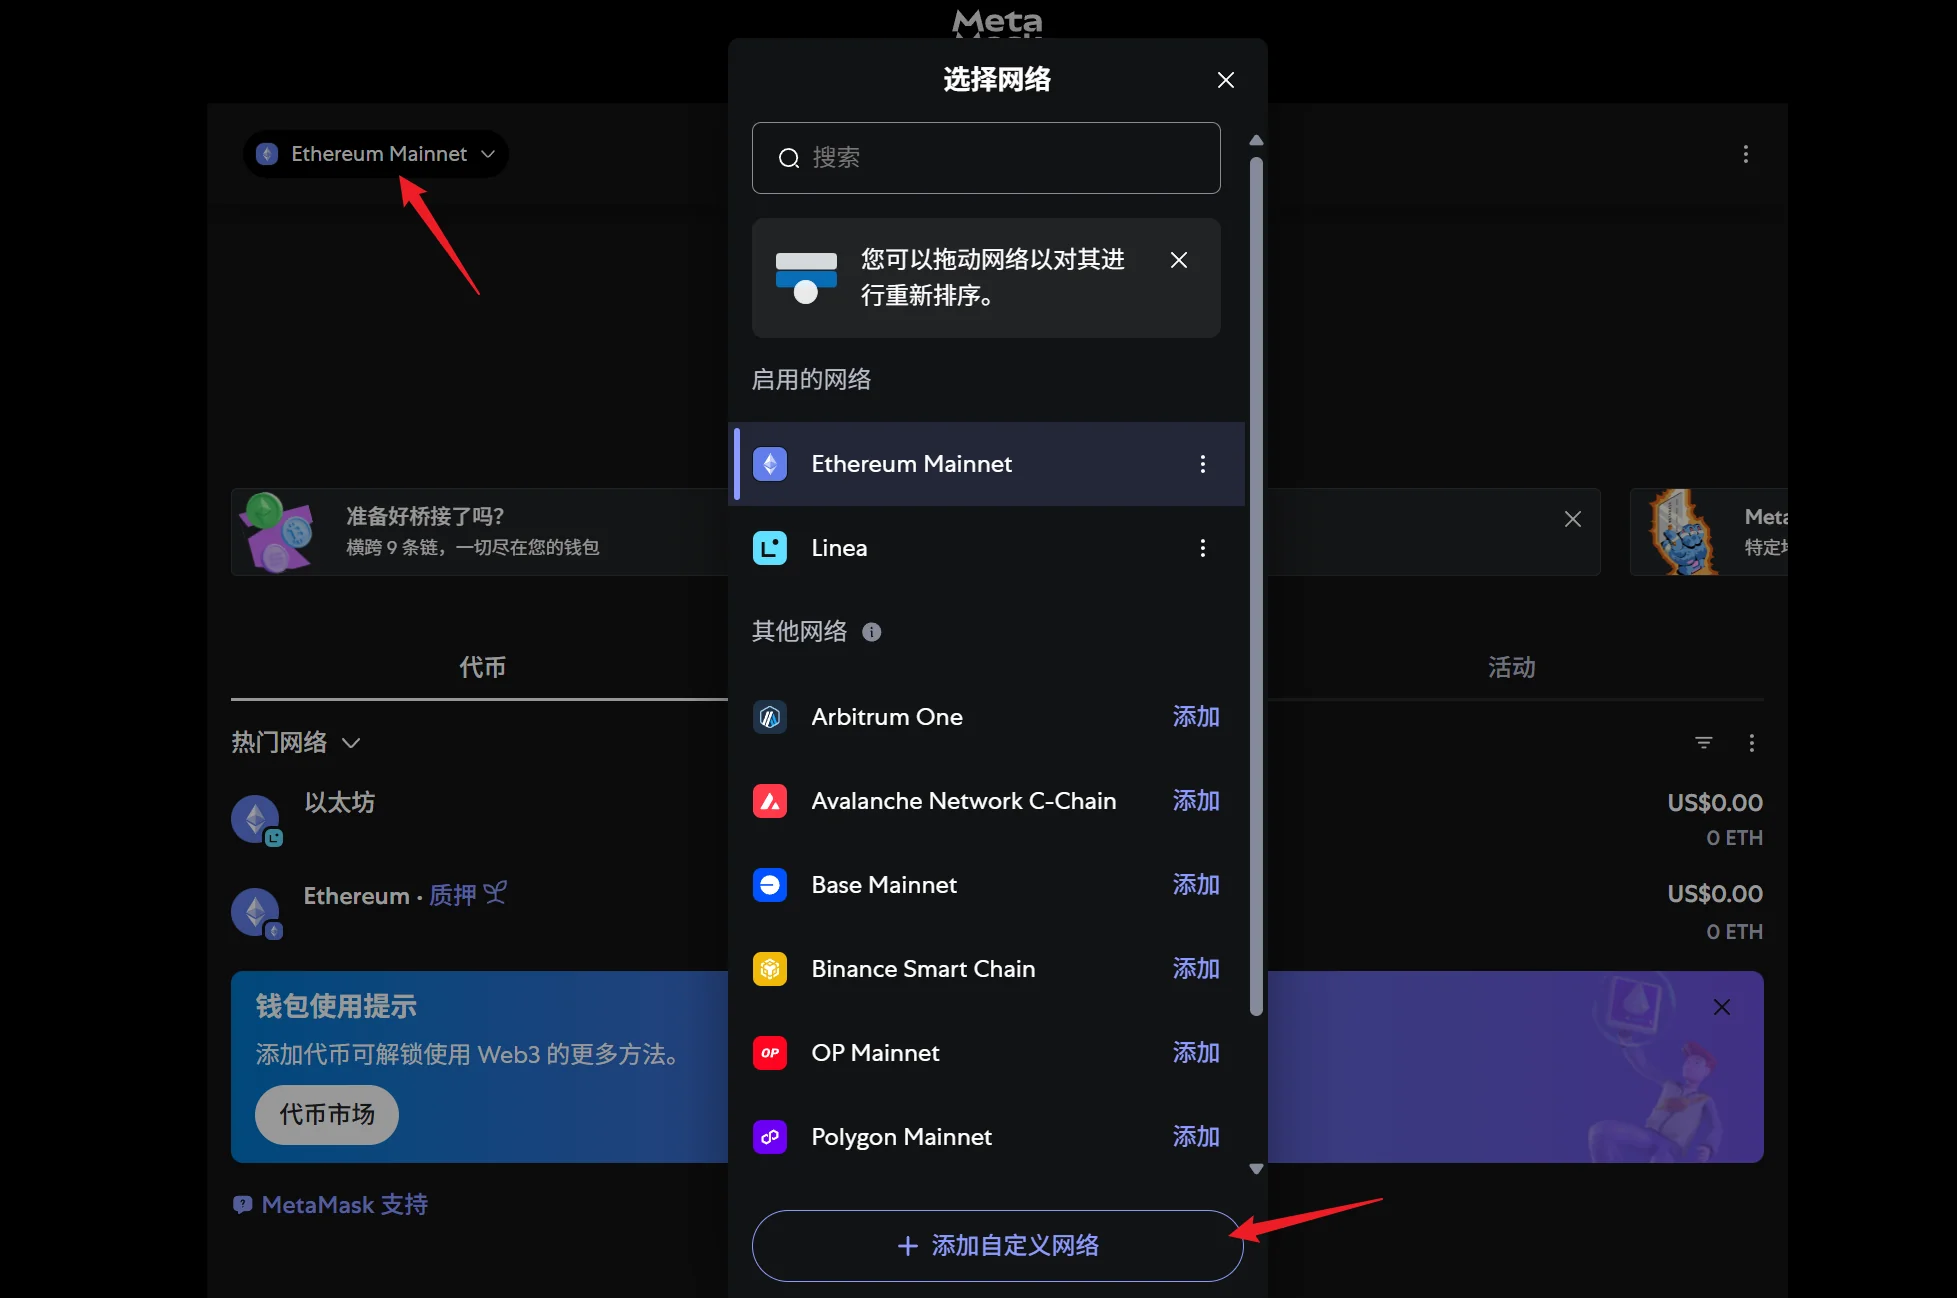 Meta
选择网络
Ethereum Mainnet
搜索
您可以拖动网络以对其进
行重新排序。
启用的网络
Ethereum Mainnet
Linea
准备好桥接了吗?
横跨 9 条链，一切尽在您的钱包
Meta
特定
其他网络
代币
活动
Arbitrum One
添加
热门网络
Avalanche Network C-Chain
添加
以太坊
US$0.00
0 ETH
Base Mainnet
添加
Ethereum • 质押
US$0.00
0 ETH
Binance Smart Chain
添加
钱包使用提示
添加代币可解锁使用 Web3 的更多方法。
代币市场
OP
OP Mainnet
添加
Polygon Mainnet
添加
MetaMask 支持
添加自定义网络